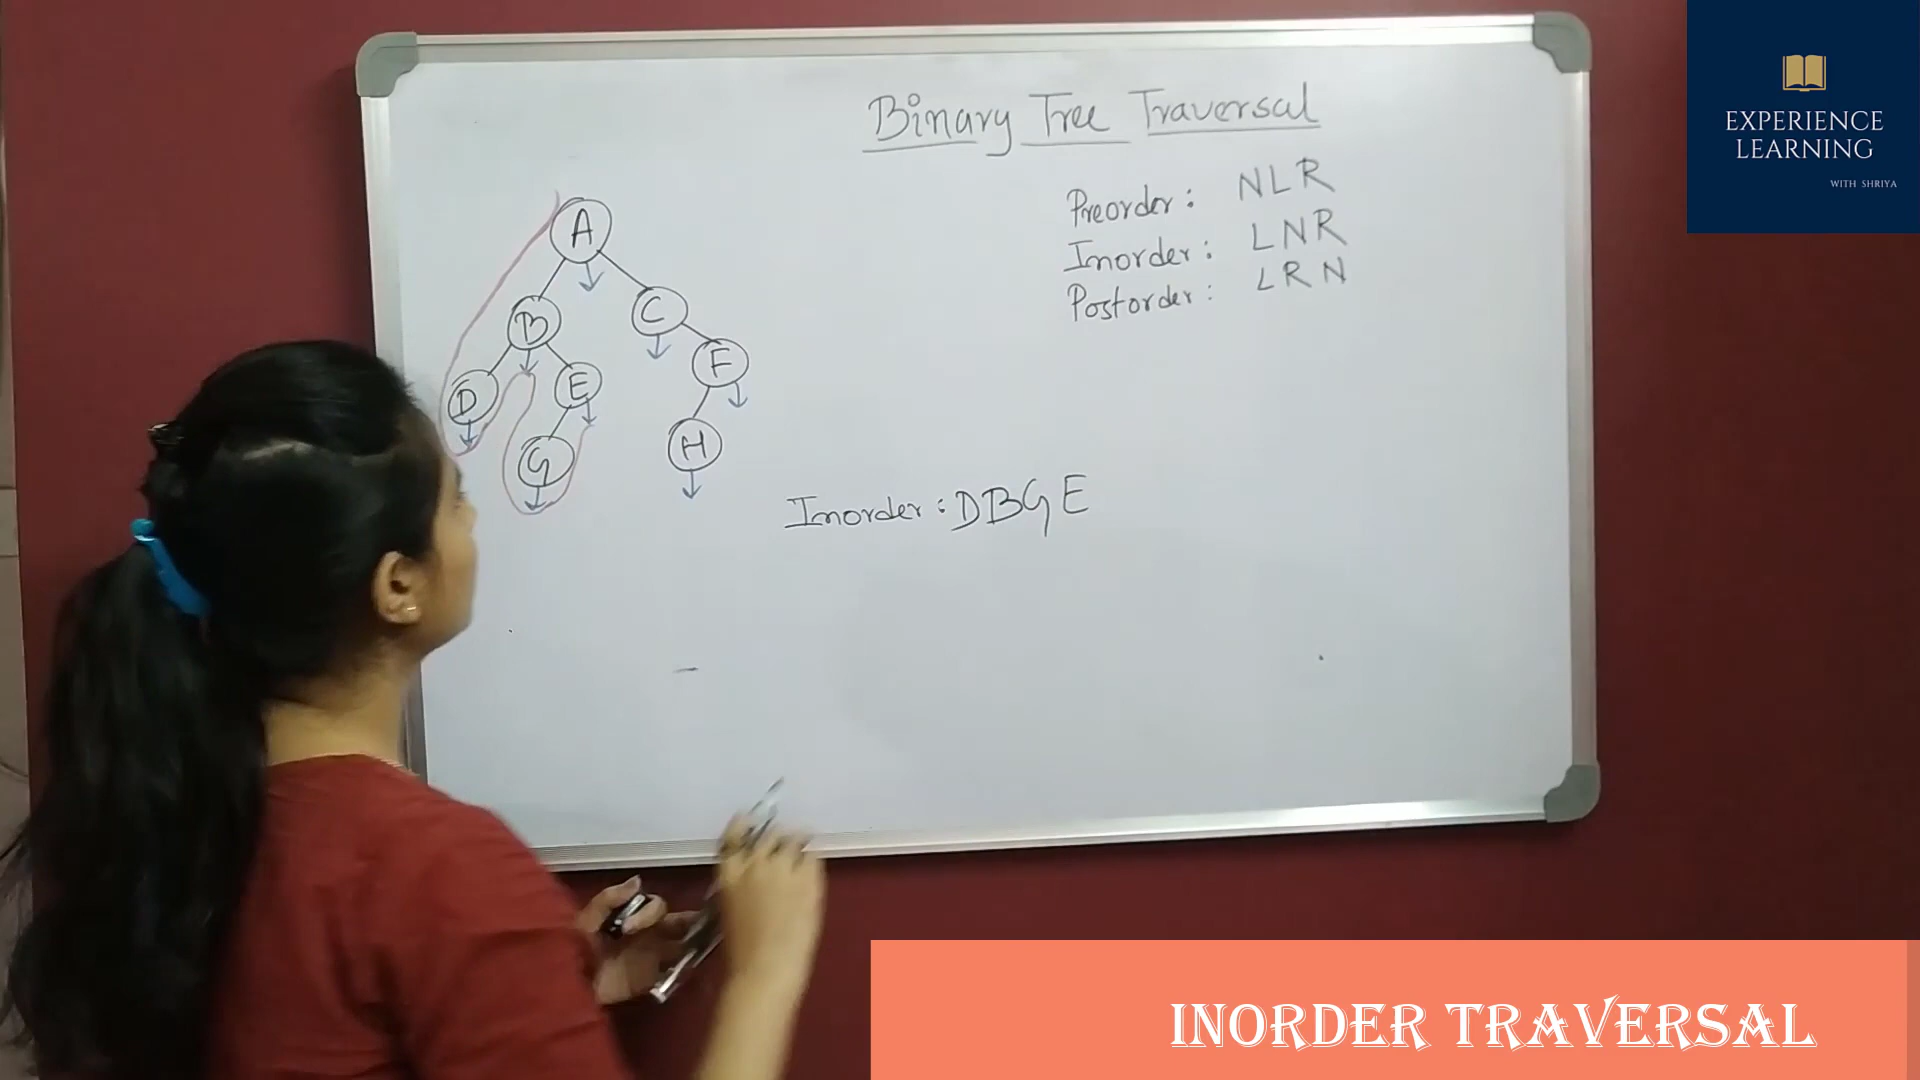 Binary Tree Traversal
Preorder: NLR
Inorder: LNR
Postorder: LRN
A
B
C
D
E
F
G
H
Inorder: DBGE
EXPERIENCE
LEARNING
WITH SHRIYA
INORDER TRAVERSAL